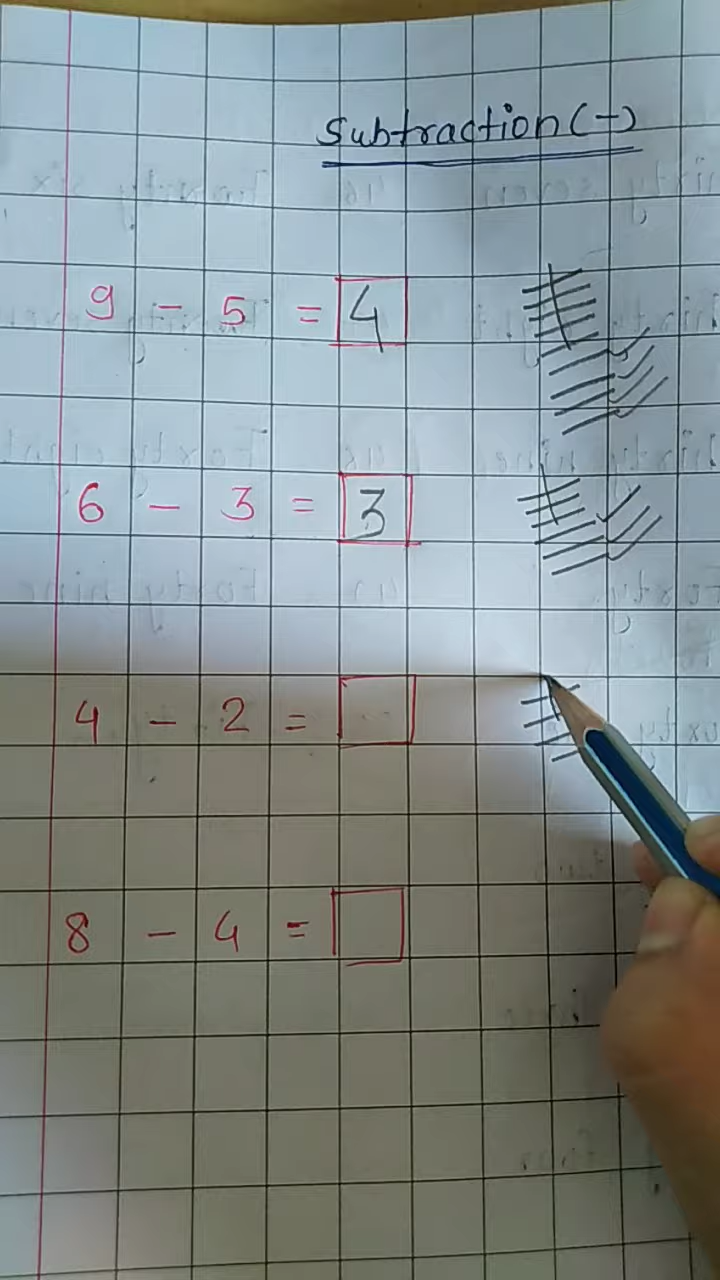 Subtraction (-)
9 - 5 = 4
6 - 3 = 3
4 - 2 =
8 - 4 =